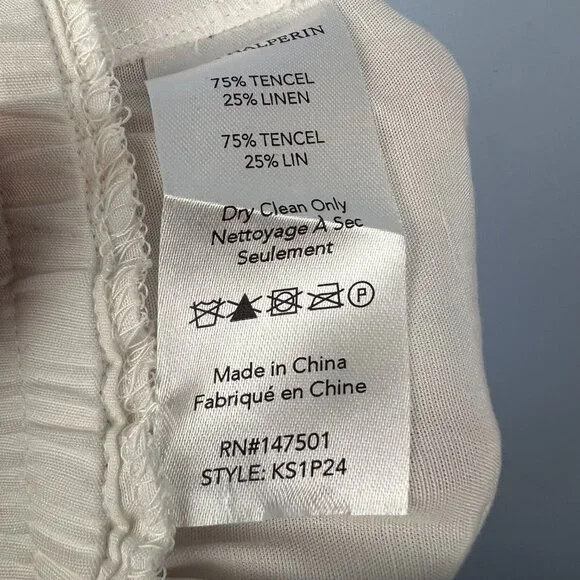 HALPERIN
75% TENCEL
25% LINEN
75% TENCEL
25% LIN
Dry Clean Only
Nettoyage À Sec
Seulement
P
Made in China
Fabriqué en Chine
RN#147501
STYLE: KS1P24